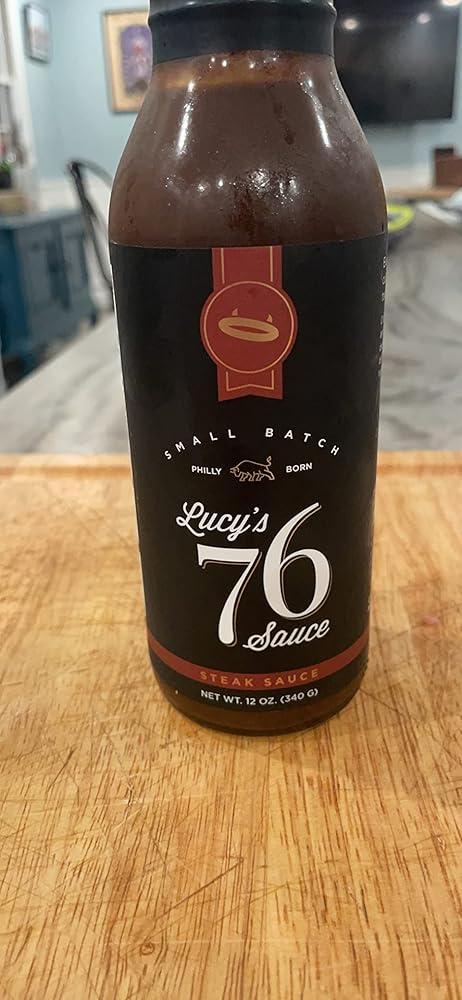 SMALL BATCH
PHILLY BORN
Lucy's
76
Sauce
STEAK SAUCE
NET WT. 12 OZ. (340 G)